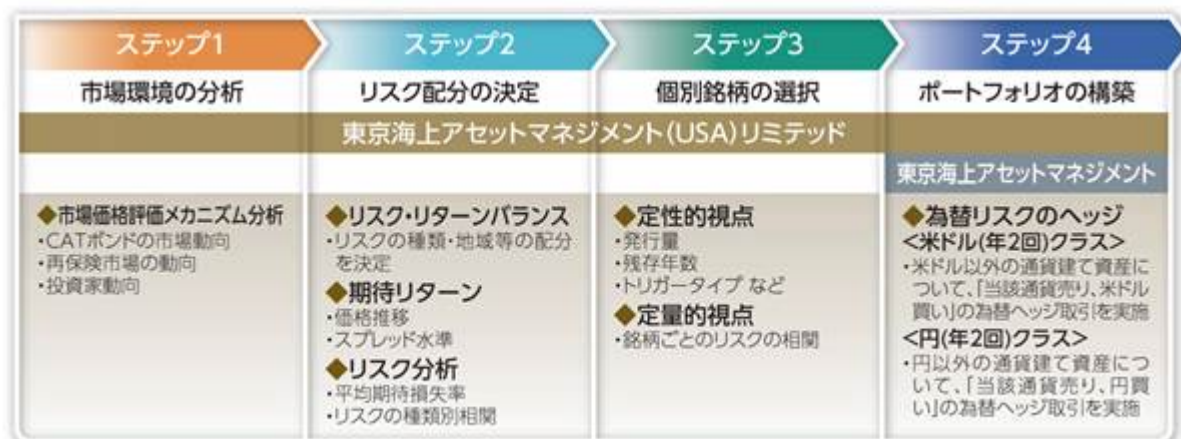 ステップ1
ステップ2
ステップ3
ステップ4
市場環境の分析
リスク配分の決定
個別銘柄の選択
ポートフォリオの構築
東京海上アセットマネジメント(USA)リミテッド
東京海上アセットマネジメント
◆市場価格評価メカニズム分析
・CATボンドの市場動向
・再保険市場の動向
・投資家動向
◆リスク・リターンバランス
・リスクの種類・地域等の配分
を決定
◆期待リターン
・価格推移
・スプレッド水準
◆リスク分析
・平均期待損失率
・リスクの種類別相関
◆定性的視点
・発行量
・残存年数
・トリガータイプ など
◆定量的視点
・銘柄ごとのリスクの相関
◆為替リスクのヘッジ
<米ドル(年2回)クラス>
・米ドル以外の通貨建て資産に
ついて、「当該通貨売り、米ドル
買い」の為替ヘッジ取引を実施
<円(年2回)クラス>
・円以外の通貨建て資産につ
いて、「当該通貨売り、円買
い」の為替ヘッジ取引を実施